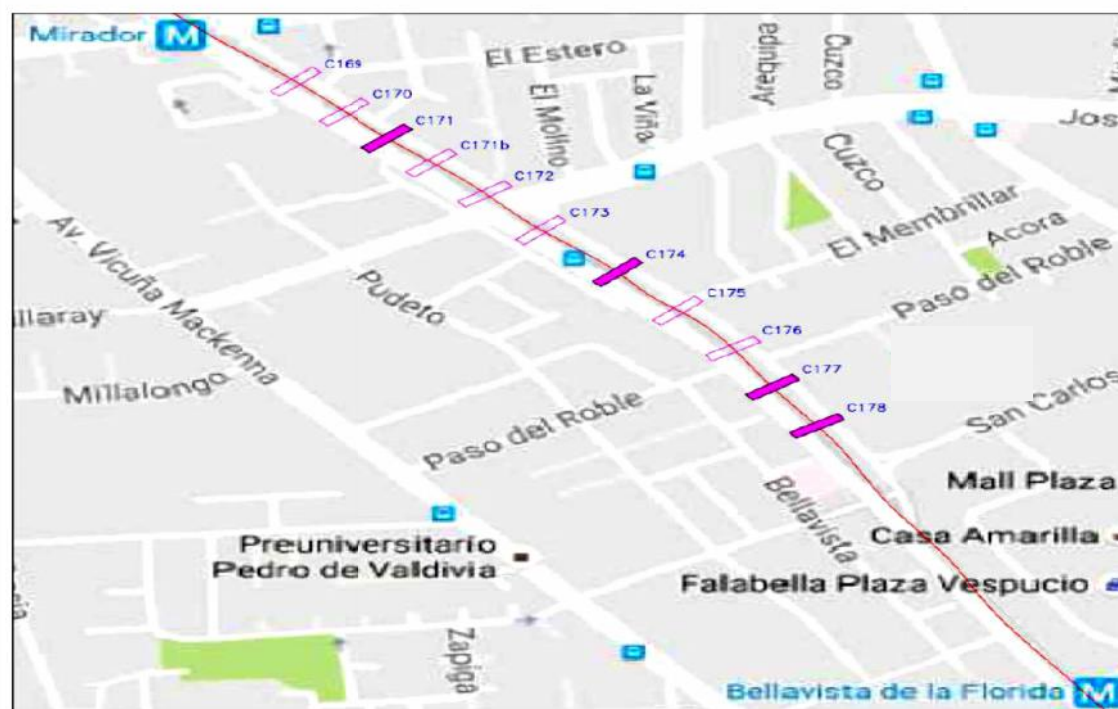 Mirador M
C169
C170
C171
C171b
C172
C173
C174
C175
C176
C177
C178
El Estero
El Molino
La Viña
Arequipa
Cuzco
Cuzco
Jos
El Membrillar
Acora
Paso del Roble
Av. Vicuña Mackenna
Pudeto
illaray
Millalongo
Paso del Roble
San Carlos
Bellavista
Mall Plaza
Casa Amarilla
Falabella Plaza Vespucio
Preuniversitario
Pedro de Valdivia
Zapiga
Bellavista de la Florida M